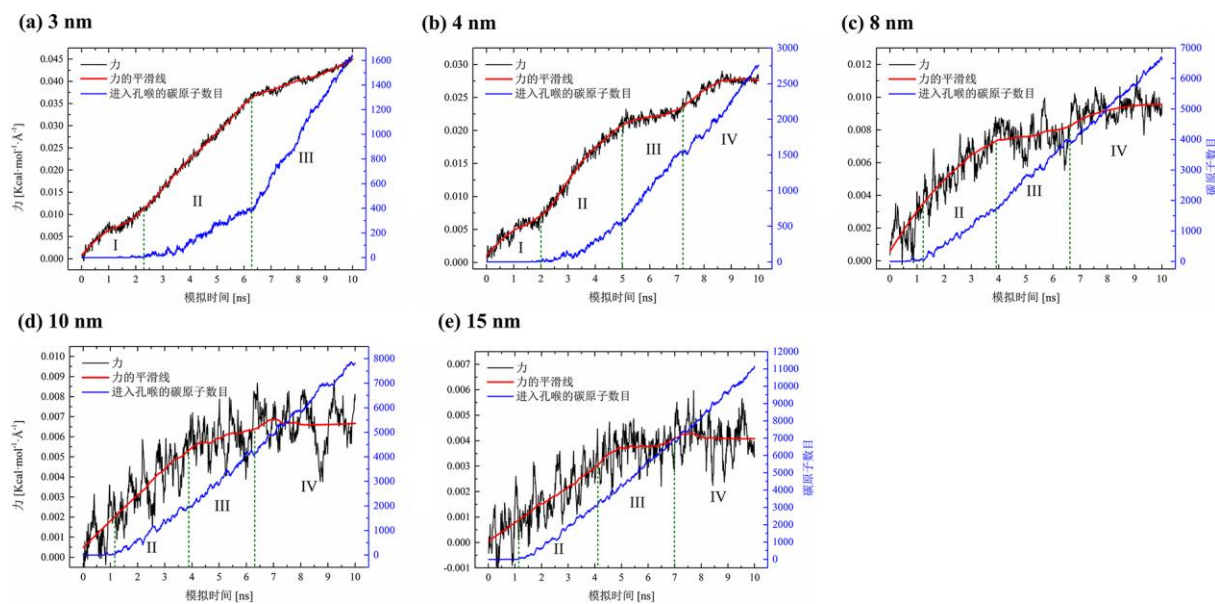 (a) 3 nm
力
力的平滑线
进入孔喉的碳原子数目
I
II
III
0.045
0.040
0.035
0.030
0.025
0.020
0.015
0.010
0.005
0.000
1600
1400
1200
1000
800
600
400
200
0
0 1 2 3 4 5 6 7 8 9 10
力 [Kcal·mol⁻¹·Å⁻¹]
模拟时间 [ns]
(b) 4 nm
力
力的平滑线
进入孔喉的碳原子数目
I
II
III
IV
0.030
0.025
0.020
0.015
0.010
0.005
0.000
3000
2500
2000
1500
1000
500
0
0 1 2 3 4 5 6 7 8 9 10
模拟时间 [ns]
(c) 8 nm
力
力的平滑线
进入孔喉的碳原子数目
I
II
III
IV
0.012
0.010
0.008
0.006
0.004
0.002
0.000
7000
6000
5000
4000
3000
2000
1000
0
碳原子数目
0 1 2 3 4 5 6 7 8 9 10
模拟时间 [ns]
(d) 10 nm
力
力的平滑线
进入孔喉的碳原子数目
II
III
IV
0.010
0.009
0.008
0.007
0.006
0.005
0.004
0.003
0.002
0.001
0.000
8000
7000
6000
5000
4000
3000
2000
1000
0
0 1 2 3 4 5 6 7 8 9 10
力 [Kcal·mol⁻¹·Å⁻¹]
模拟时间 [ns]
(e) 15 nm
力
力的平滑线
进入孔喉的碳原子数目
II
III
IV
0.007
0.006
0.005
0.004
0.003
0.002
0.001
0.000
-0.001
12000
11000
10000
9000
8000
7000
6000
5000
4000
3000
2000
1000
0
碳原子数目
0 1 2 3 4 5 6 7 8 9 10
模拟时间 [ns]